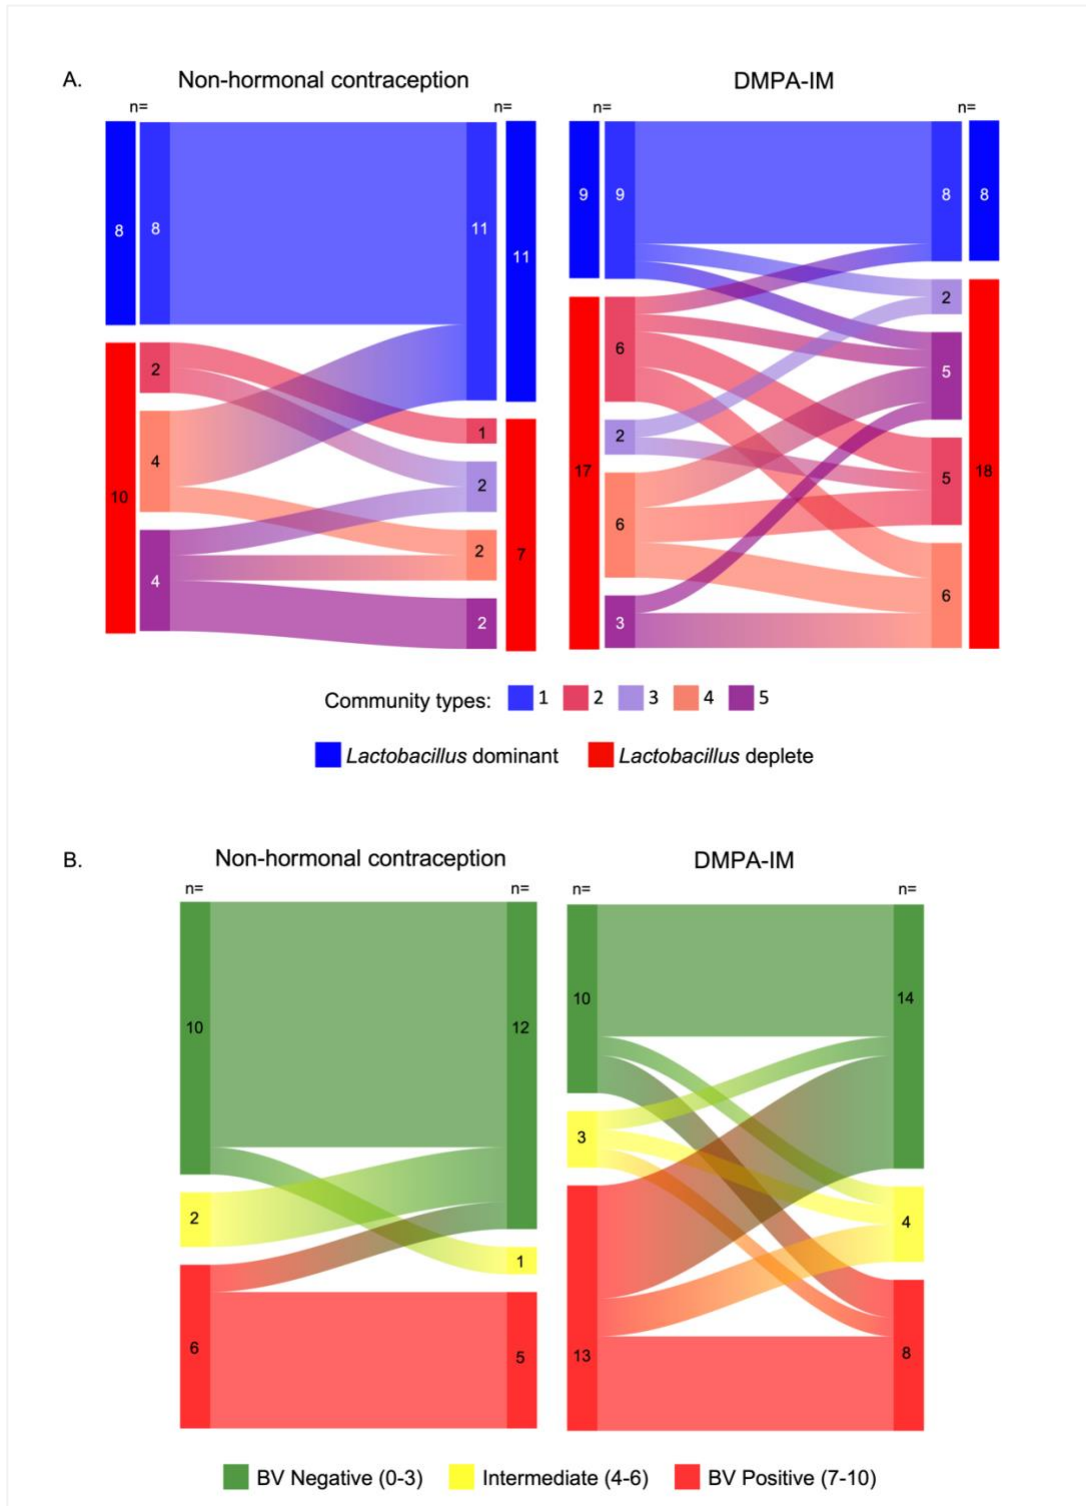 A.
Non-hormonal contraception
DMPA-IM
n= n= n= n=
8 8 11 11
10 2 4 4 1 2 2 2 7
9 9 8 8
17 6 2 6 3 2 5 5 6 18
Community types: 1 2 3 4 5
Lactobacillus dominant Lactobacillus deplete
B.
Non-hormonal contraception
DMPA-IM
n= n= n= n=
10 12
2 1
6 5
10 14
3 4
13 8
BV Negative (0-3) Intermediate (4-6) BV Positive (7-10)